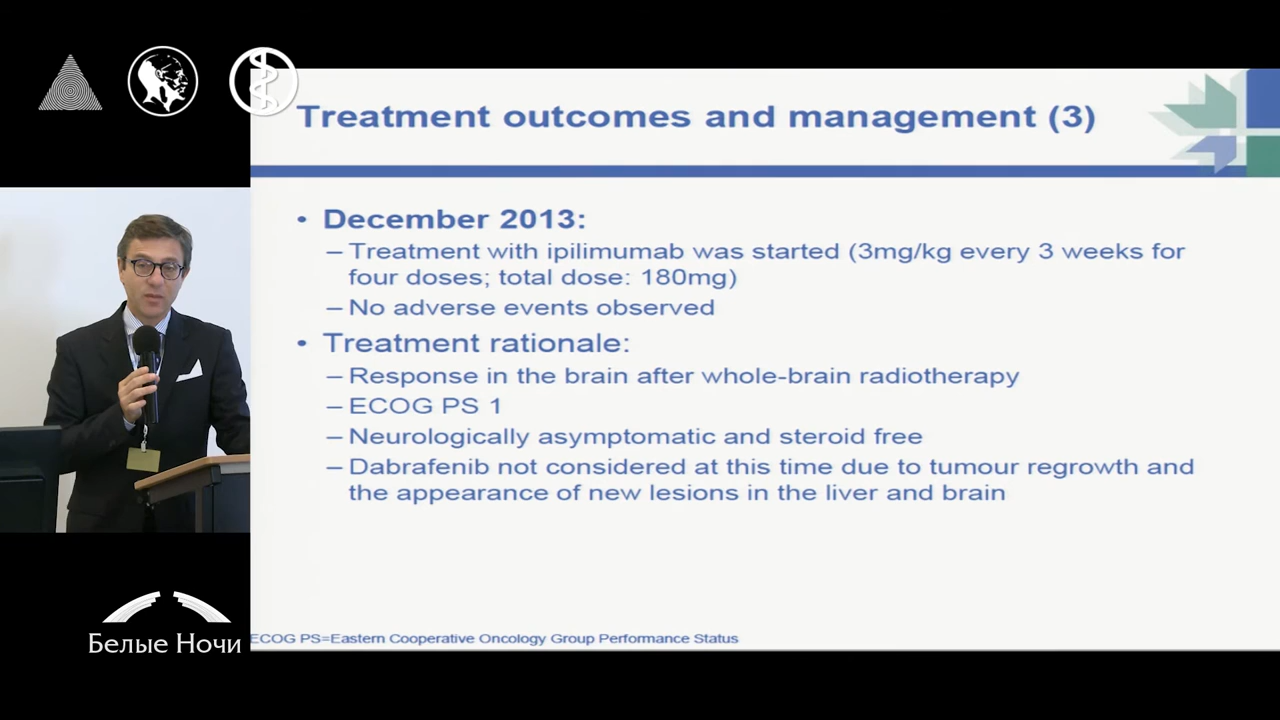 Treatment outcomes and management (3)
• December 2013:
– Treatment with ipilimumab was started (3mg/kg every 3 weeks for
four doses; total dose: 180mg)
– No adverse events observed
• Treatment rationale:
– Response in the brain after whole-brain radiotherapy
– ECOG PS 1
– Neurologically asymptomatic and steroid free
– Dabrafenib not considered at this time due to tumour regrowth and
the appearance of new lesions in the liver and brain
ECOG PS=Eastern Cooperative Oncology Group Performance Status
Белые Ночи